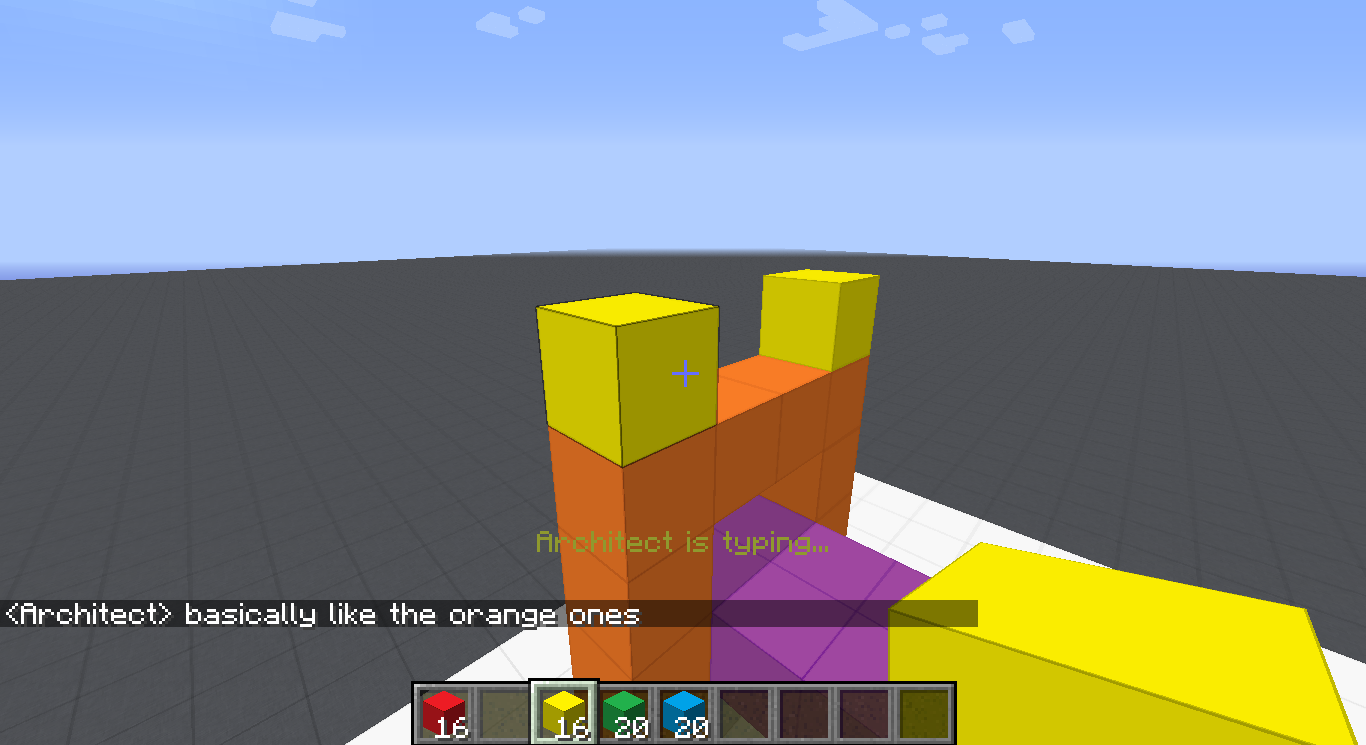 Architect is typing...
<Architect> basically like the orange ones
16 16 20 20